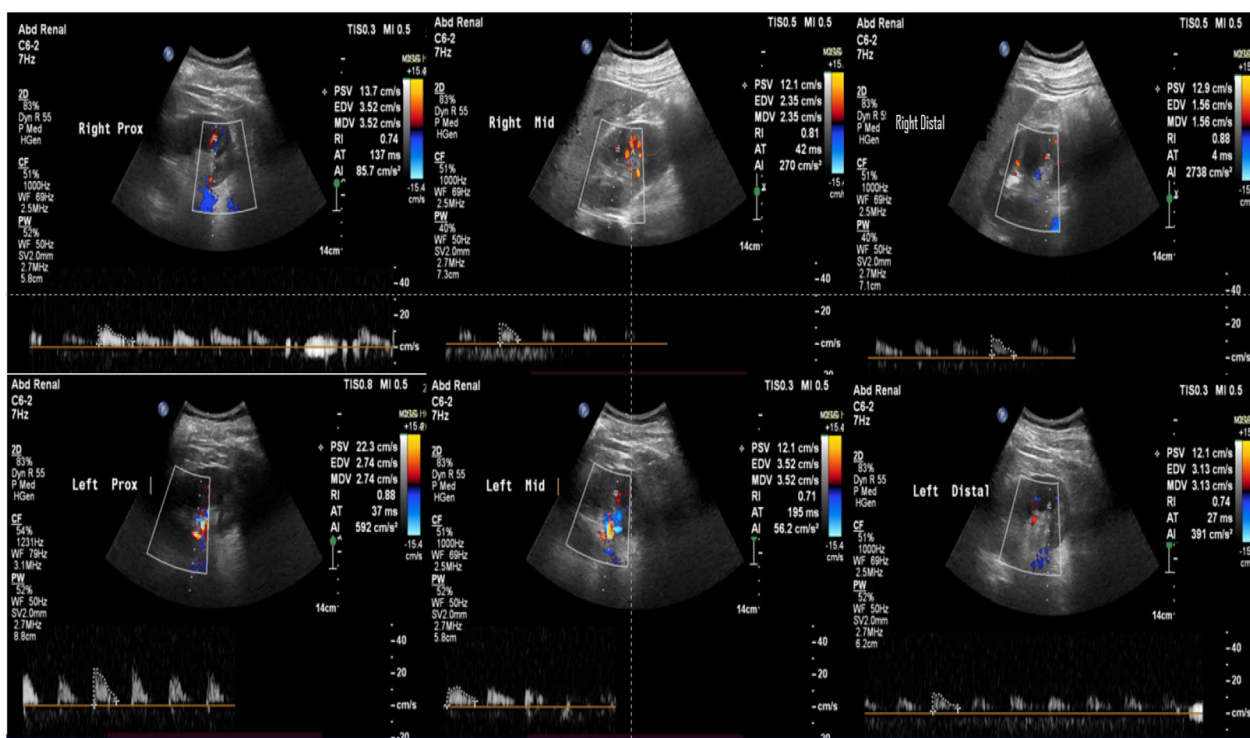 Abd Renal
C6-2
7Hz
TIS0.3 MI 0.5
2D
83%
Dyn R 55
P Med
HGen
CF
51%
1000Hz
WF 69Hz
2.5MHz
PW
52%
WF 50Hz
SV2.0mm
2.7MHz
5.8cm
Right Prox
+15.4
-15.4
cm/s
PSV 13.7 cm/s
EDV 3.52 cm/s
MDV 3.52 cm/s
RI 0.74
AT 137 ms
AI 85.7 cm/s²
14cm
40
20
cm/s
Abd Renal
C6-2
7Hz
TIS0.5 MI 0.5
2D
83%
Dyn R 55
P Med
HGen
CF
51%
1000Hz
WF 69Hz
2.5MHz
PW
40%
WF 50Hz
SV2.0mm
2.7MHz
7.3cm
Right Mid
+15.
-15.4
cm/s
PSV 12.1 cm/s
EDV 2.35 cm/s
MDV 2.35 cm/s
RI 0.81
AT 42 ms
AI 270 cm/s²
14cm
40
20
cm/s
Abd Renal
C6-2
7Hz
TIS0.5 MI 0.5
2D
83%
Dyn R 5
P Med
HGen
CF
51%
1000Hz
WF 69Hz
2.5MHz
PW
40%
WF 50Hz
SV2.0mm
2.7MHz
7.1cm
Right Distal
+15
-15.
cm/s
PSV 12.9 cm/s
EDV 1.56 cm/s
MDV 1.56 cm/s
RI 0.88
AT 4 ms
AI 2738 cm/s²
14cm
40
20
cm/s
Abd Renal
C6-2
7Hz
TIS0.8 MI 0.5
2D
83%
Dyn R 55
P Med
HGen
CF
54%
1231Hz
WF 79Hz
3.1MHz
PW
52%
WF 50Hz
SV2.0mm
2.7MHz
8.8cm
Left Prox
+15.4
-15.4
cm/s
PSV 22.3 cm/s
EDV 2.74 cm/s
MDV 2.74 cm/s
RI 0.88
AT 37 ms
AI 592 cm/s²
14cm
40
20
cm/s
-20
Abd Renal
C6-2
7Hz
TIS0.3 MI 0.5
2D
83%
Dyn R 55
P Med
HGen
CF
51%
1000Hz
WF 69Hz
2.5MHz
PW
52%
WF 50Hz
SV2.0mm
2.7MHz
5.8cm
Left Mid
+15.4
-15.4
cm/s
PSV 12.1 cm/s
EDV 3.52 cm/s
MDV 3.52 cm/s
RI 0.71
AT 195 ms
AI 56.2 cm/s²
14cm
40
20
cm/s
-20
Abd Renal
C6-2
7Hz
TIS0.3 MI 0.5
2D
83%
Dyn R 55
P Med
HGen
CF
51%
1000Hz
WF 69Hz
2.5MHz
PW
52%
WF 50Hz
SV2.0mm
2.7MHz
6.2cm
Left Distal
+15
-15.
cm/s
PSV 12.1 cm/s
EDV 3.13 cm/s
MDV 3.13 cm/s
RI 0.74
AT 27 ms
AI 391 cm/s²
14cm
40
20
cm/s